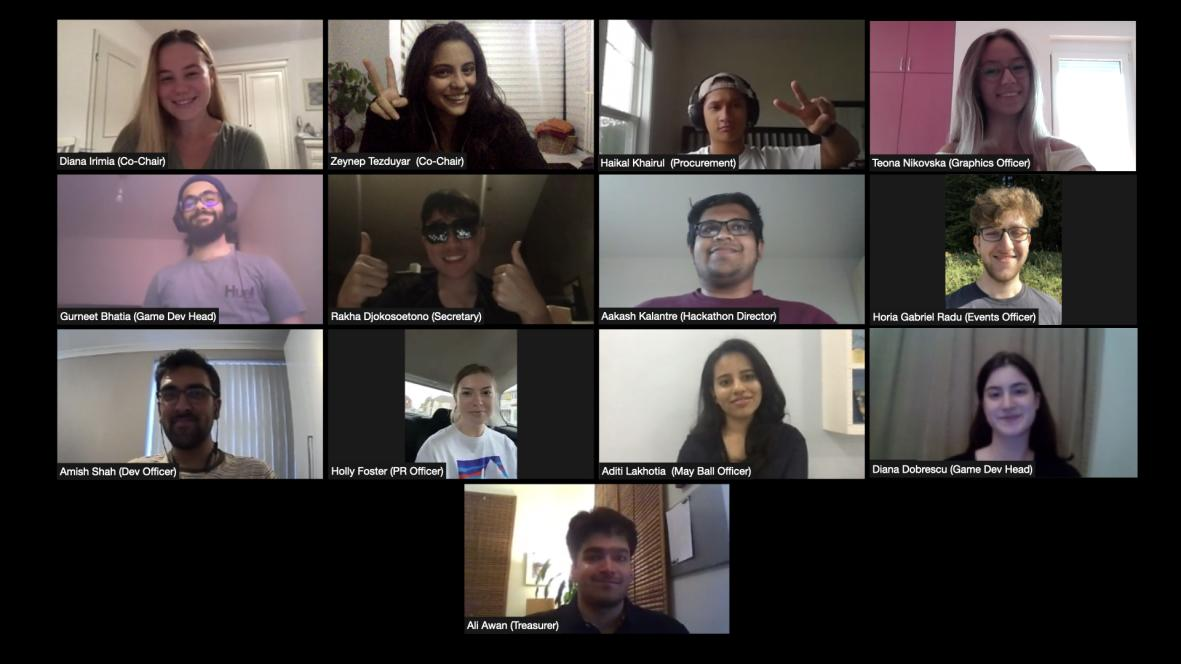 Diana Irimia (Co-Chair)
Zeynep Tezduyar (Co-Chair)
Haikal Khairul (Procurement)
Teona Nikovska (Graphics Officer)
Huel
Gurneet Bhatia (Game Dev Head)
Rakha Djokosoetono (Secretary)
Aakash Kalantre (Hackathon Director)
Horia Gabriel Radu (Events Officer)
Amish Shah (Dev Officer)
Holly Foster (PR Officer)
Aditi Lakhotia (May Ball Officer)
Diana Dobrescu (Game Dev Head)
Ali Awan (Treasurer)